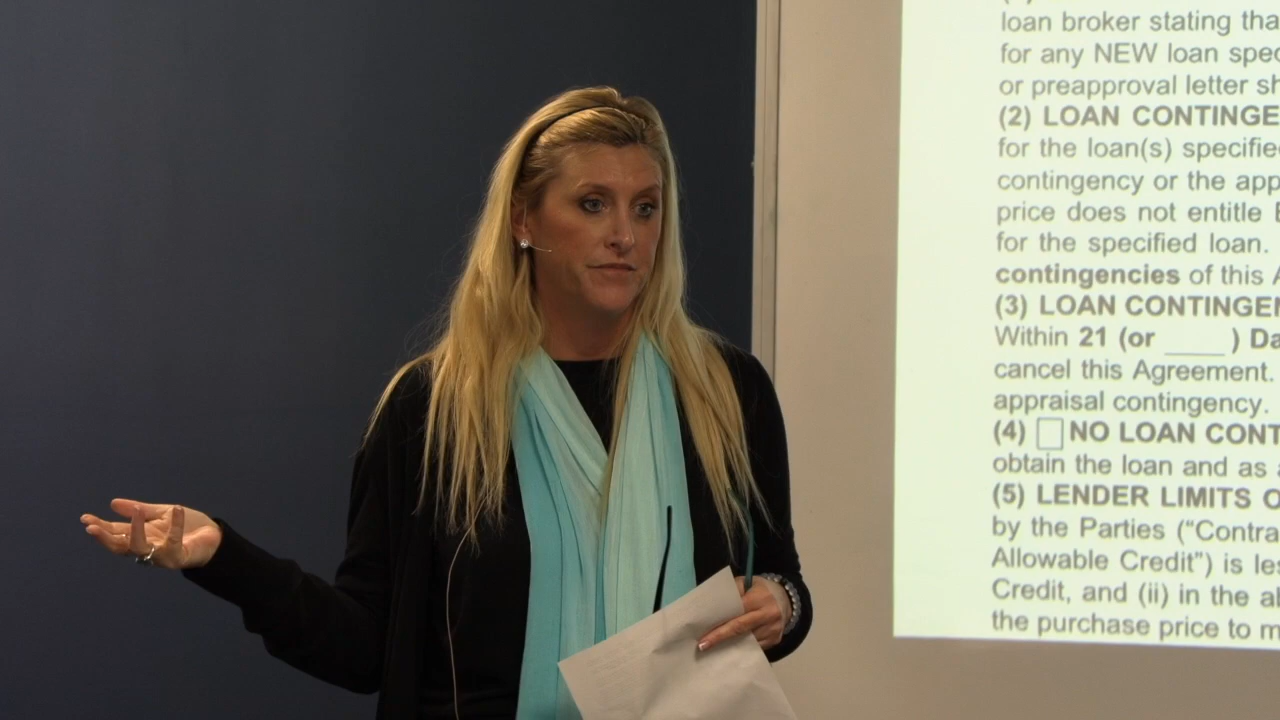 loan broker stating tha
for any NEW loan spec
or preapproval letter sh
(2) LOAN CONTINGE
for the loan(s) specifie
contingency or the app
price does not entitle
for the specified loan.
contingencies of this A
(3) LOAN CONTINGEN
Within 21 (or ____ ) Da
cancel this Agreement.
appraisal contingency.
(4) NO LOAN CONT
obtain the loan and as a
(5) LENDER LIMITS O
by the Parties (“Contra
Allowable Credit”) is les
Credit, and (ii) in the ab
the purchase price to m